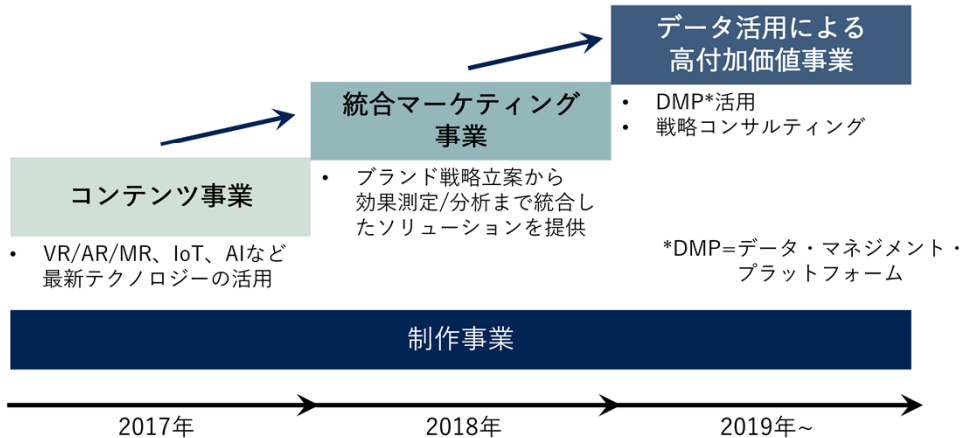 データ活用による
高付加価値事業
• DMP*活用
• 戦略コンサルティング
統合マーケティング
事業
• ブランド戦略立案から
効果測定/分析まで統合し
たソリューションを提供
コンテンツ事業
• VR/AR/MR、IoT、AIなど
最新テクノロジーの活用
*DMP=データ・マネジメント・
プラットフォーム
制作事業
2017年
2018年
2019年~